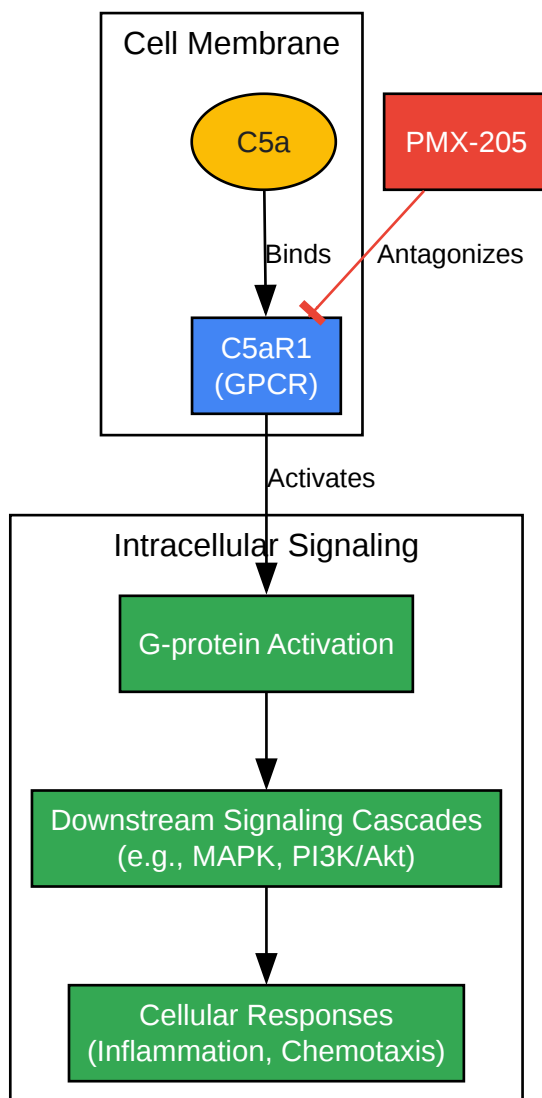 Cell Membrane
C5a
PMX-205
Binds
Antagonizes
C5aR1
(GPCR)
Activates
Intracellular Signaling
G-protein Activation
Downstream Signaling Cascades
(e.g., MAPK, PI3K/Akt)
Cellular Responses
(Inflammation, Chemotaxis)